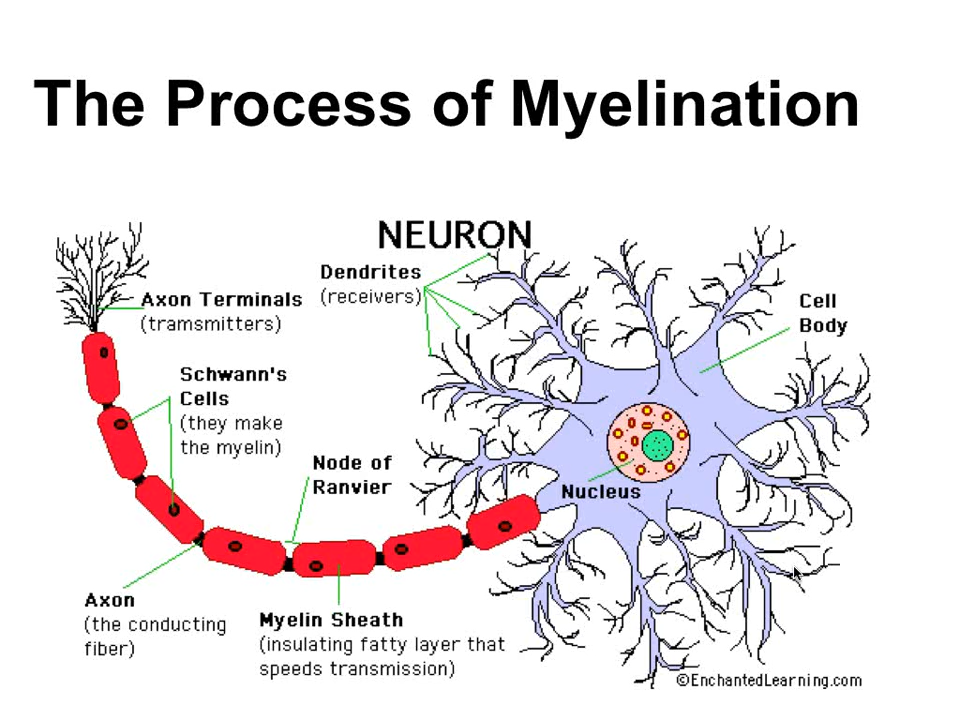 The Process of Myelination
NEURON
Dendrites
(receivers)
Axon Terminals
(tramsmitters)
Cell
Body
Schwann's
Cells
(they make
the myelin)
Node of
Ranvier
Nucleus
Axon
(the conducting
fiber)
Myelin Sheath
(insulating fatty layer that
speeds transmission)
©EnchantedLearning.com